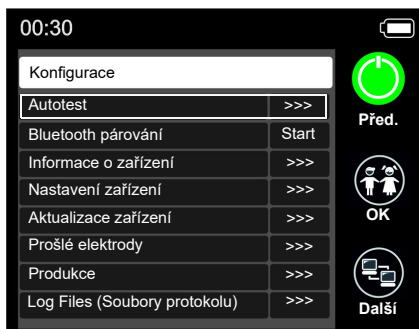 00:30
Konfigurace
Autotest >>>
Před.
Bluetooth párování Start
Informace o zařízení >>>
Nastavení zařízení >>>
Aktualizace zařízení >>>
OK
Prošlé elektrody >>>
Produkce >>>
Log Files (Soubory protokolu) >>>
Další